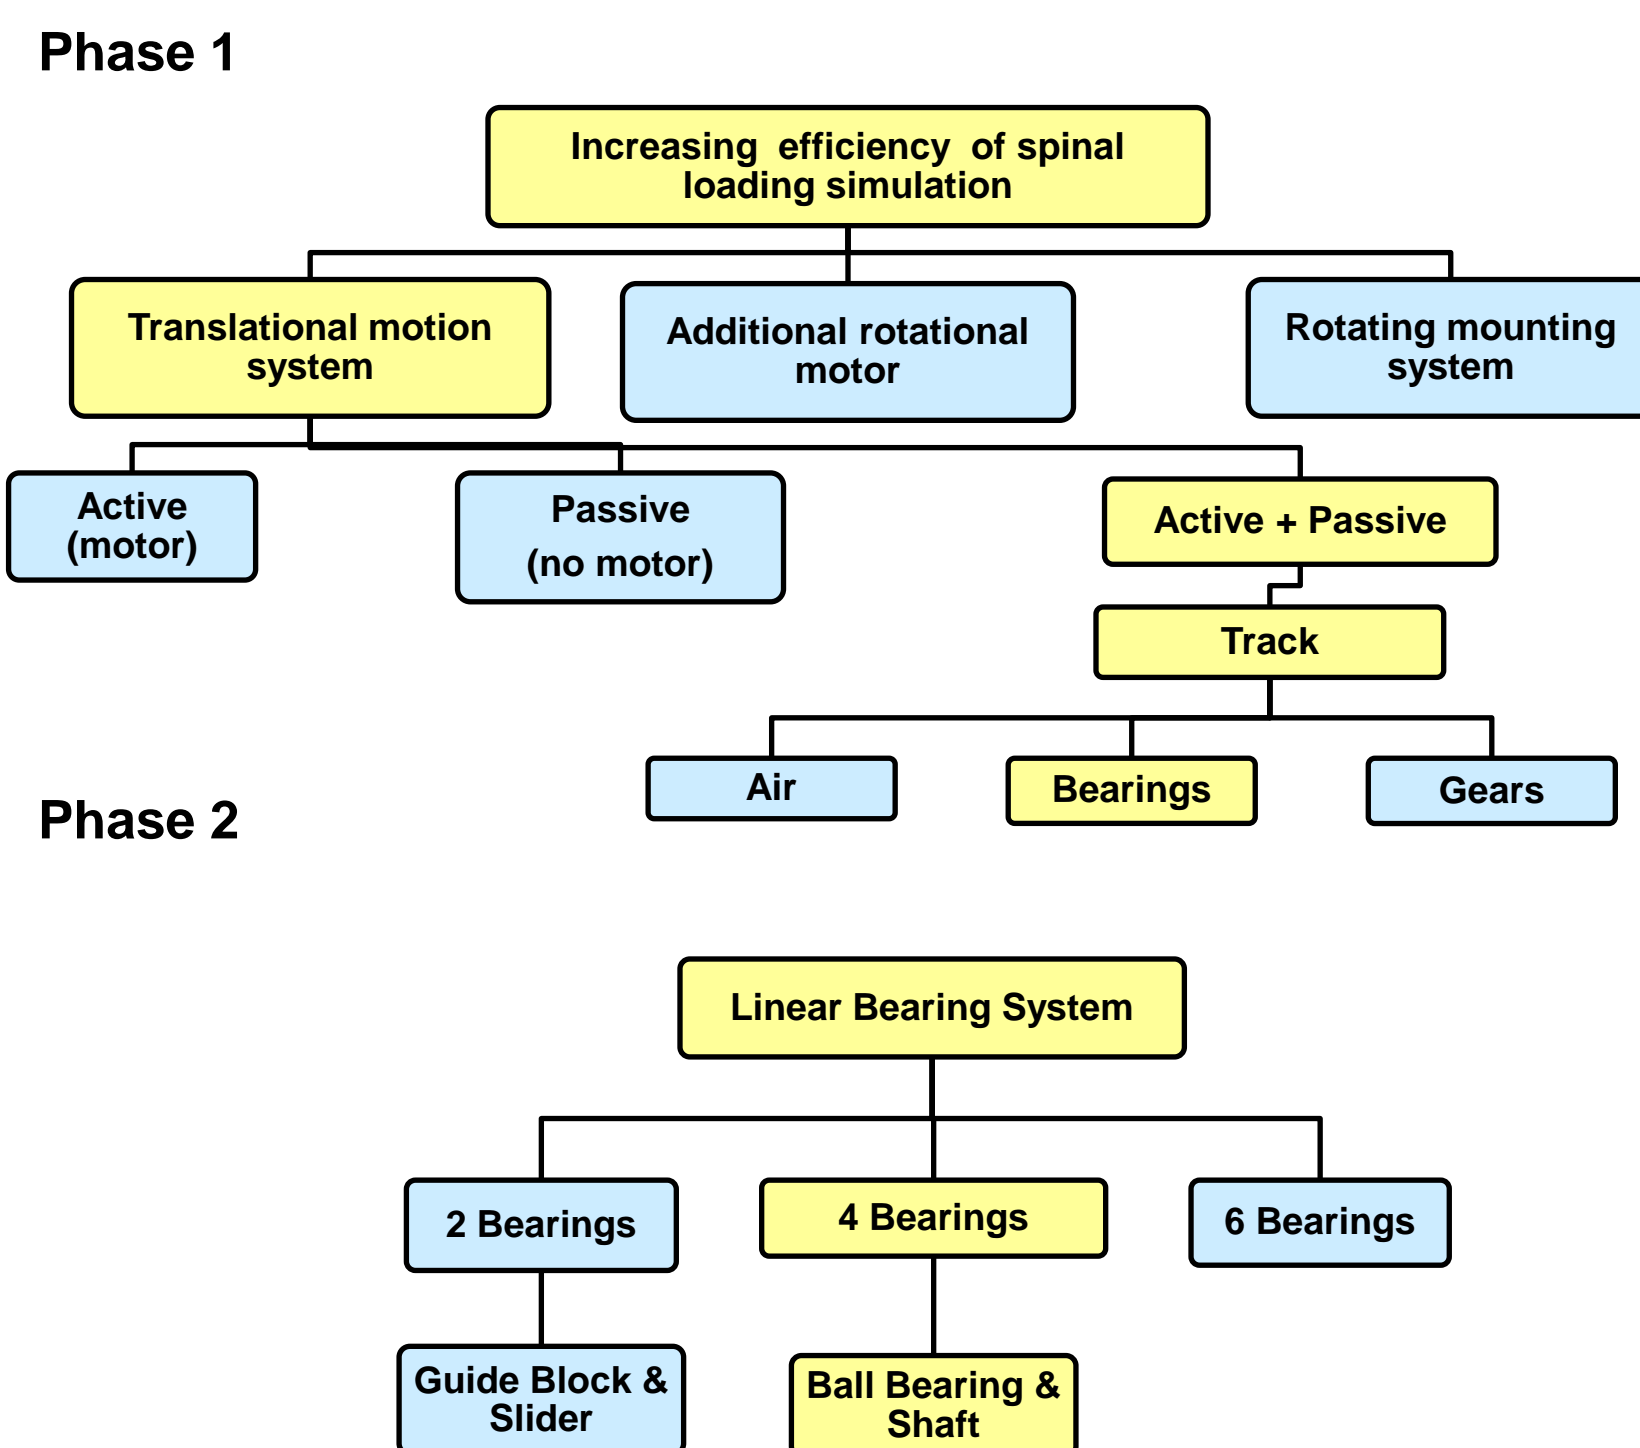 Phase 1
Increasing efficiency of spinal
loading simulation
Translational motion
system
Additional rotational
motor
Rotating mounting
system
Active
(motor)
Passive
(no motor)
Active + Passive
Track
Air
Bearings
Gears
Phase 2
Linear Bearing System
2 Bearings
4 Bearings
6 Bearings
Guide Block &
Slider
Ball Bearing &
Shaft